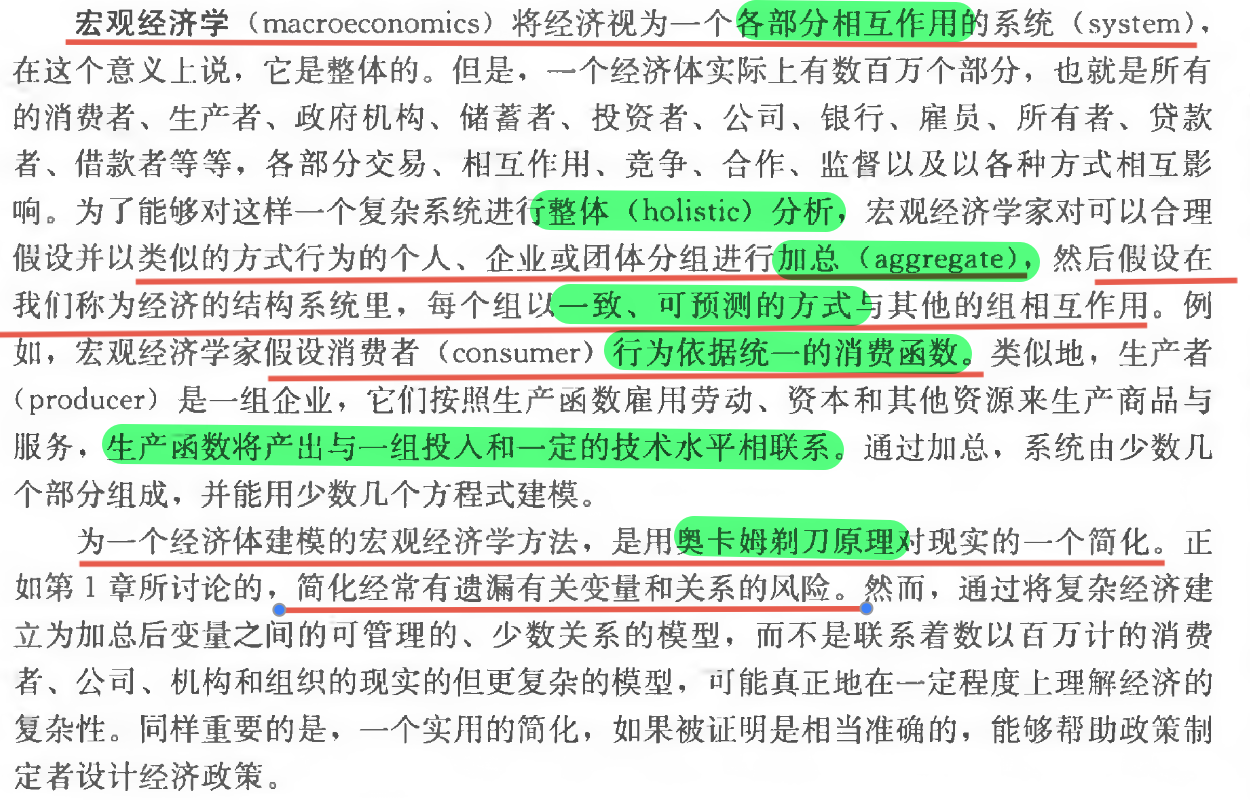 宏观经济学（macroeconomics）将经济视为一个各部分相互作用的系统（system），
在这个意义上说，它是整体的。但是，一个经济体实际上有数百万个部分，也就是所有
的消费者、生产者、政府机构、储蓄者、投资者、公司、银行、雇员、所有者、贷款
者、借款者等等，各部分交易、相互作用、竞争、合作、监督以及以各种方式相互影
响。为了能够对这样一个复杂系统进行整体（holistic）分析，宏观经济学家对可以合理
假设并以类似的方式行为的个人、企业或团体分组进行加总（aggregate），然后假设在
我们称为经济的结构系统里，每个组以一致、可预测的方式与其他的组相互作用。例
如，宏观经济学家假设消费者（consumer）行为依据统一的消费函数。类似地，生产者
（producer）是一组企业，它们按照生产函数雇用劳动、资本和其他资源来生产商品与
服务，生产函数将产出与一组投入和一定的技术水平相联系。通过加总，系统由少数几
个部分组成，并能用少数几个方程式建模。
为一个经济体建模的宏观经济学方法，是用奥卡姆剃刀原理对现实的一个简化。正
如第1章所讨论的，简化经常有遗漏有关变量和关系的风险。然而，通过将复杂经济建
立为加总后变量之间的可管理的、少数关系的模型，而不是联系着数以百万计的消费
者、公司、机构和组织的现实的但更复杂的模型，可能真正地在一定程度上理解经济的
复杂性。同样重要的是，一个实用的简化，如果被证明是相当准确的，能够帮助政策制
定者设计经济政策。